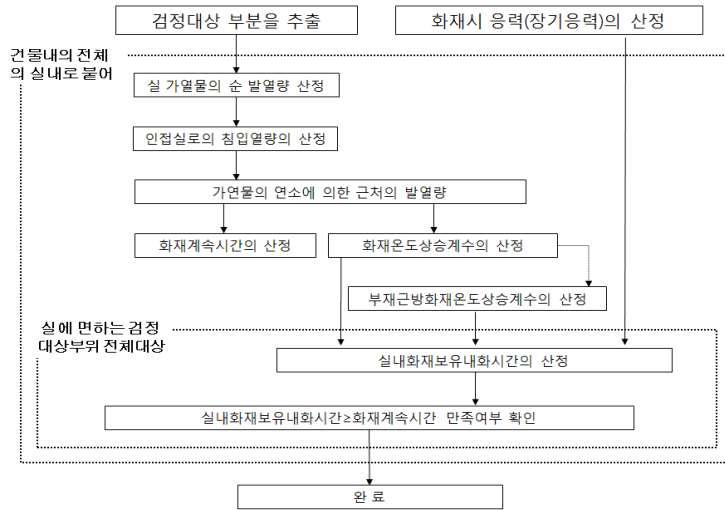 검정대상 부분을 추출
화재시 응력(장기응력)의 산정
건물내의 전체
의 실내로 불어
실 가열물의 순 발열량 산정
인접실로의 침입열량의 산정
가연물의 연소에 의한 근처의 발열량
화재계속시간의 산정
화재온도상승계수의 산정
부재근방화재온도상승계수의 산정
실에 면하는 검정
대상부위 전체대상
실내화재보유내화시간의 산정
실내화재보유내화시간≥화재계속시간 만족여부 확인
완 료